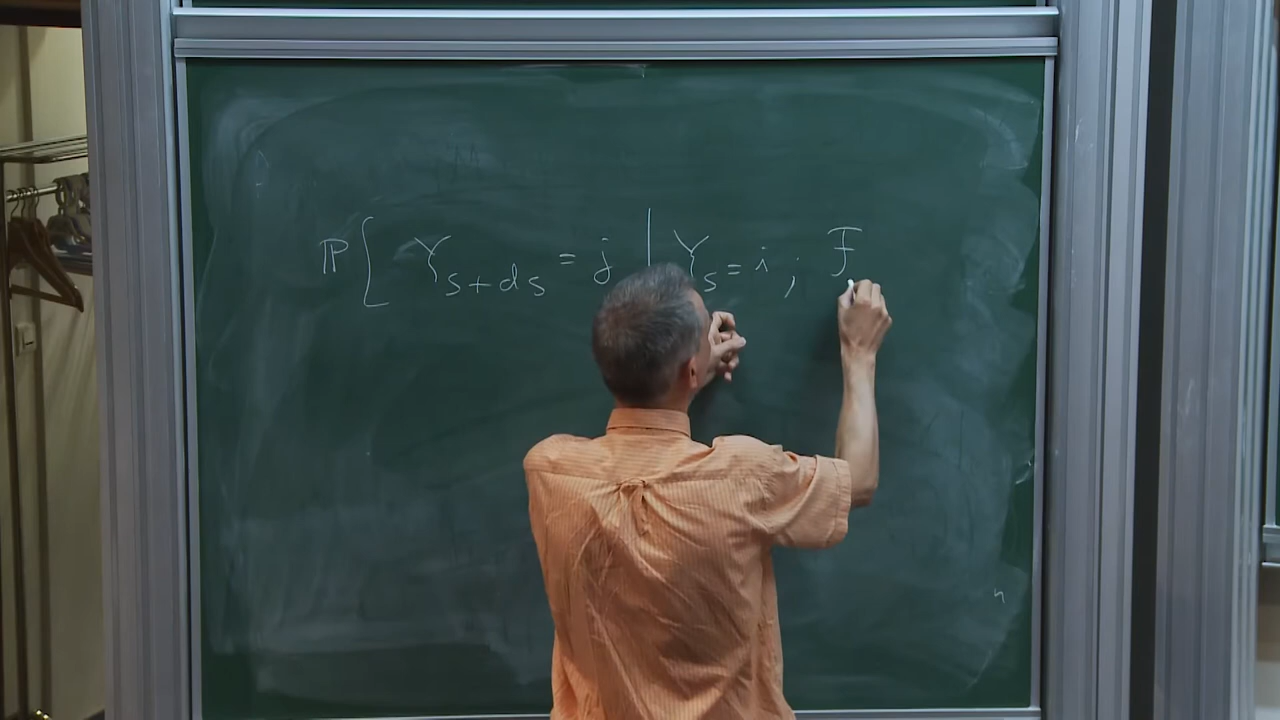 ℙ[ Y_{s+ds} = j | Y_s = i ; F